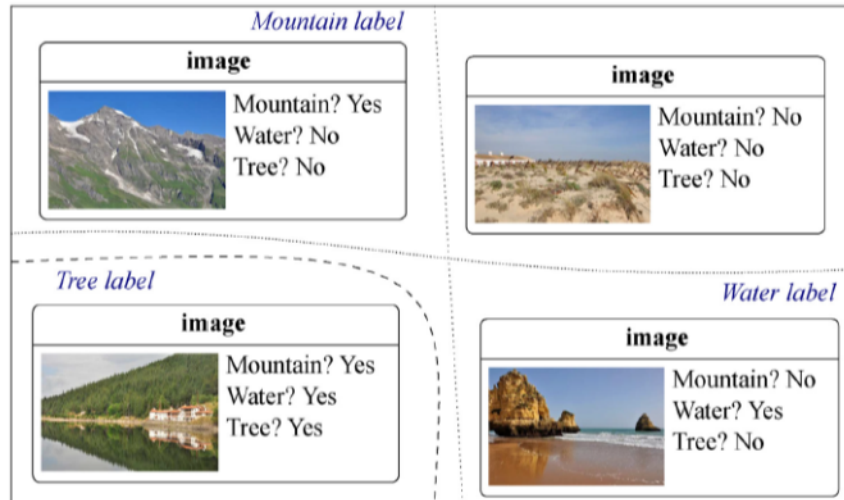 Mountain label
image
Mountain? Yes
Water? No
Tree? No
image
Mountain? No
Water? No
Tree? No
Tree label
image
Mountain? Yes
Water? Yes
Tree? Yes
Water label
image
Mountain? No
Water? Yes
Tree? No